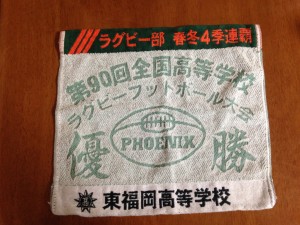 ラグビー部 春冬4季連覇
第90回全国高等学校
ラグビーフットボール大会
優勝
PHOENIX
東福岡高等学校